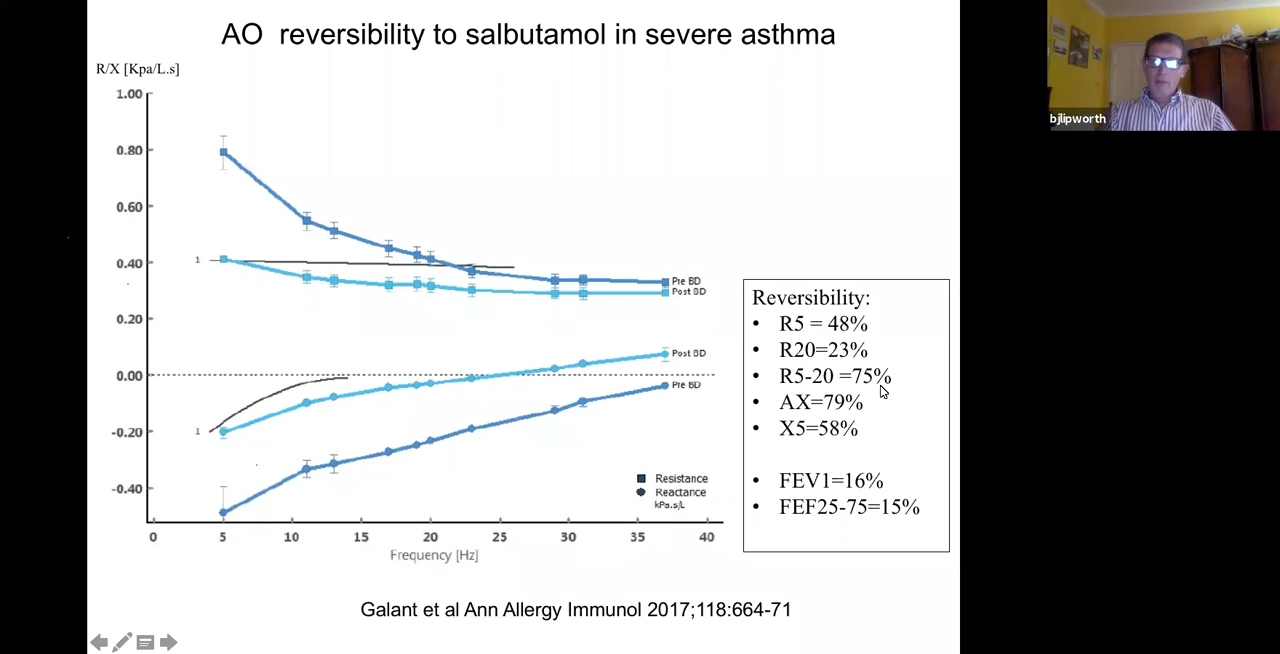 AO reversibility to salbutamol in severe asthma
R/X [Kpa/L.s]
1.00
0.80
0.60
0.40
0.20
0.00
-0.20
-0.40
1
1
Pre BD
Post BD
Post BD
Pre BD
Resistance
Reactance
kPa.s/L
0 5 10 15 20 25 30 35 40
Frequency [Hz]
Reversibility:
• R5 = 48%
• R20=23%
• R5-20 =75%
• AX=79%
• X5=58%
• FEV1=16%
• FEF25-75=15%
Galant et al Ann Allergy Immunol 2017;118:664-71
bjlipworth